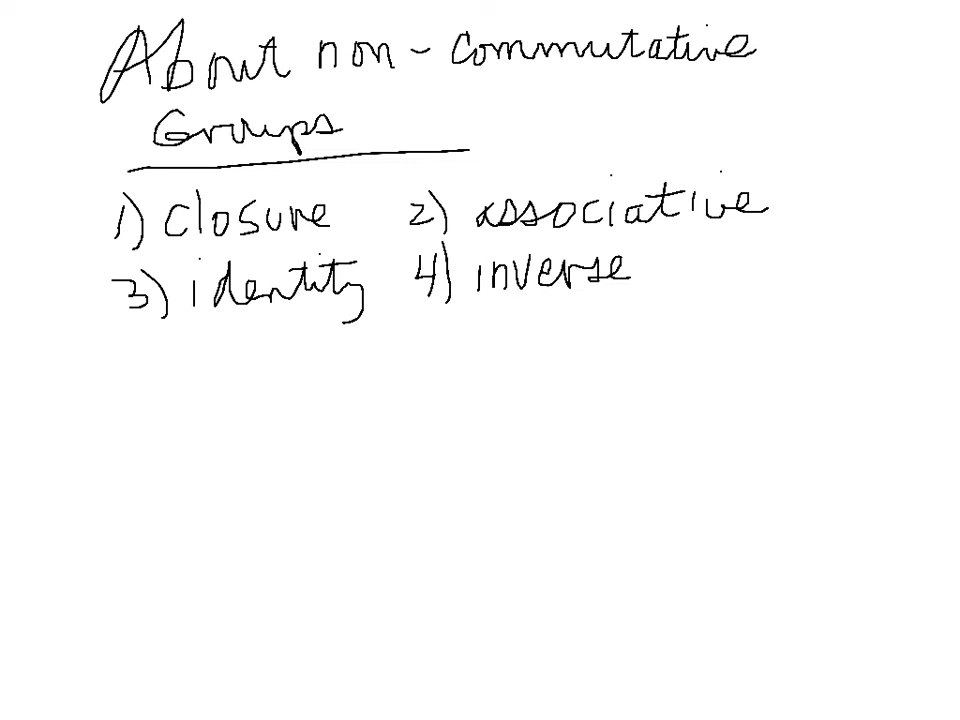 About non-commutative
Groups
1) closure 2) associative
3) identity 4) inverse